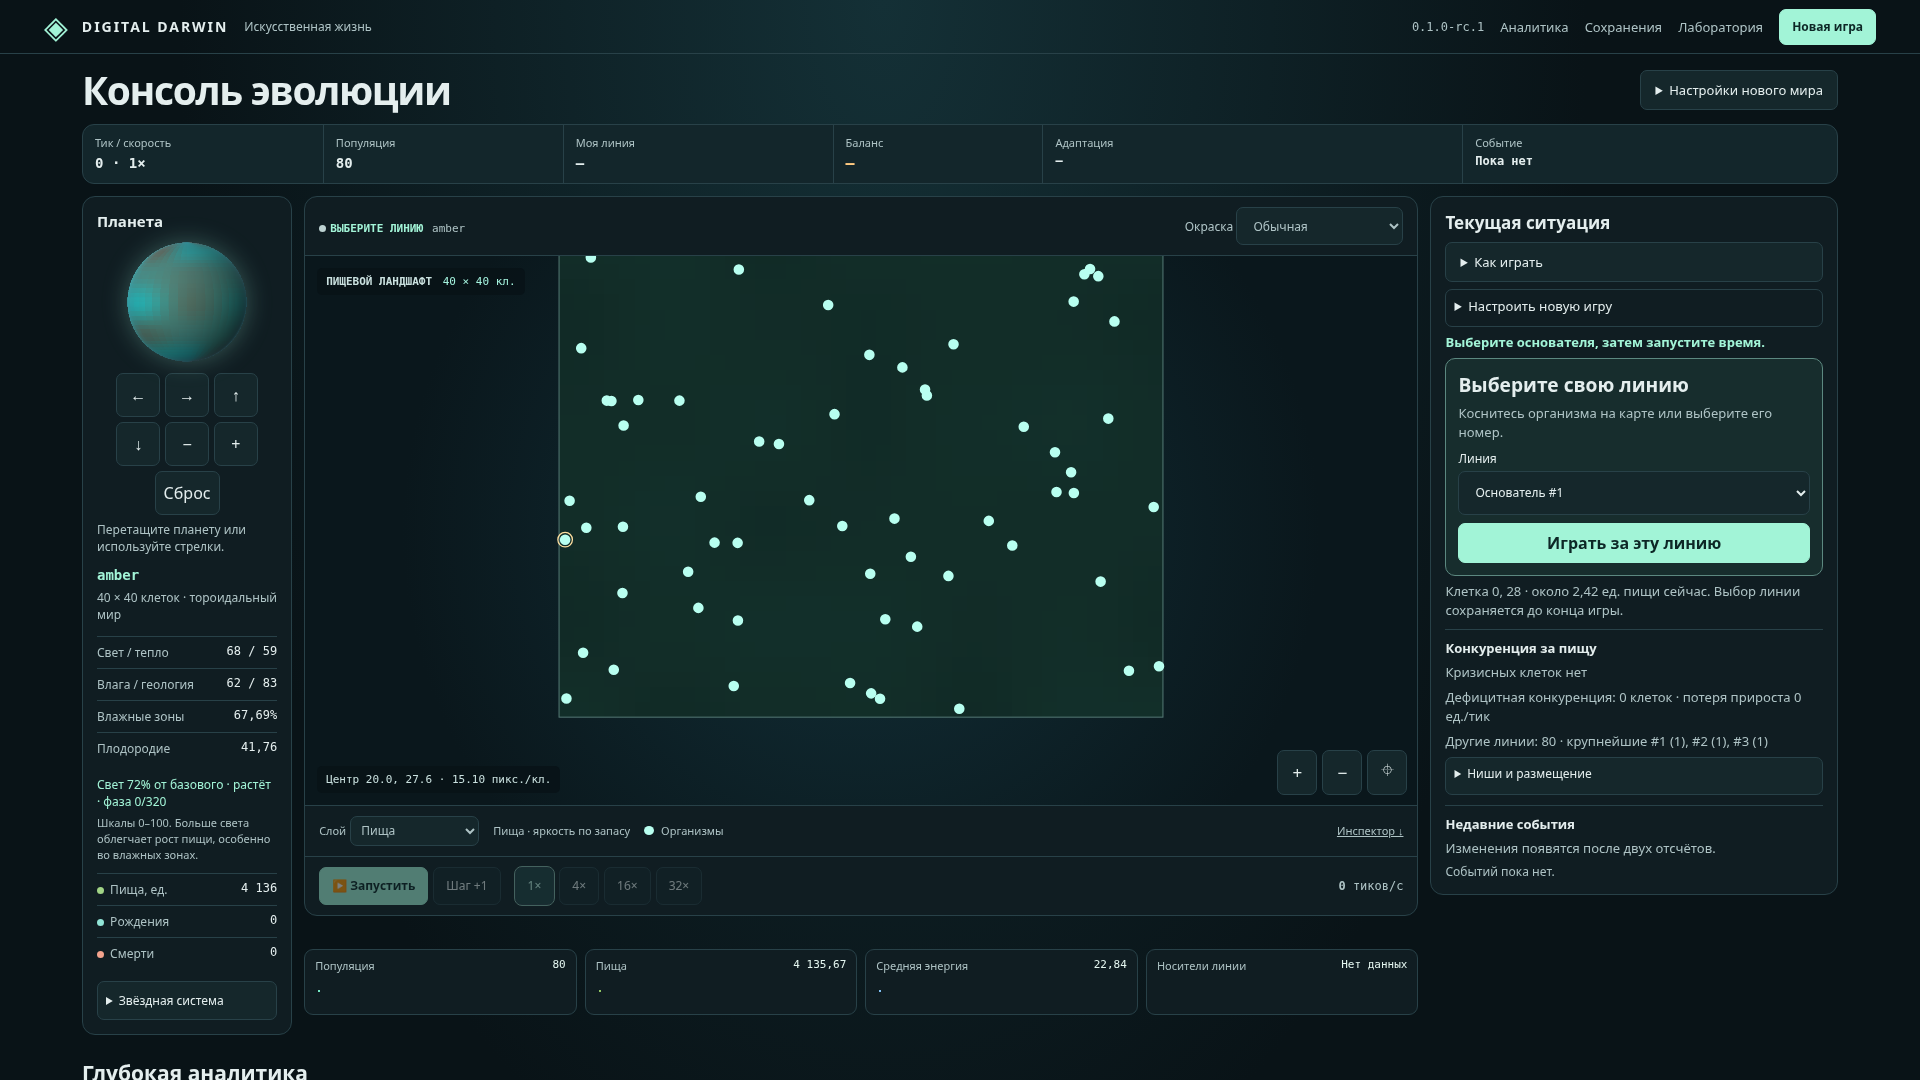 DIGITAL DARWIN
Искусственная жизнь
0.1.0-rc.1
Аналитика
Сохранения
Лаборатория
Новая игра
Консоль эволюции
Настройки нового мира
Тик / скорость
0 · 1×
Популяция
80
Моя линия
—
Баланс
—
Адаптация
—
Событие
Пока нет
Планета
←
→
↑
↓
−
+
Сброс
Перетащите планету или
используйте стрелки.
amber
40 × 40 клеток · тороидальный
мир
Свет / тепло
68 / 59
Влага / геология
62 / 83
Влажные зоны
67,69%
Плодородие
41,76
Свет 72% от базового · растёт
· фаза 0/320
Шкалы 0–100. Больше света
облегчает рост пищи, особенно
во влажных зонах.
Пища, ед.
4 136
Рождения
0
Смерти
0
Звёздная система
ВЫБЕРИТЕ ЛИНИЮ amber
Окраска
Обычная
ПИЩЕВОЙ ЛАНДШАФТ 40 × 40 кл.
Центр 20.0, 27.6 · 15.10 пикс./кл.
+
−
⌖
Слой
Пища
Пища · яркость по запасу
Организмы
Инспектор ↓
Запустить
Шаг +1
1×
4×
16×
32×
0 тиков/с
Популяция
80
Пища
4 135,67
Средняя энергия
22,84
Носители линии
Нет данных
Текущая ситуация
Как играть
Настроить новую игру
Выберите основателя, затем запустите время.
Выберите свою линию
Коснитесь организма на карте или выберите его
номер.
Линия
Основатель #1
Играть за эту линию
Клетка 0, 28 · около 2,42 ед. пищи сейчас. Выбор линии
сохраняется до конца игры.
Конкуренция за пищу
Кризисных клеток нет
Дефицитная конкуренция: 0 клеток · потеря прироста 0
ед./тик
Другие линии: 80 · крупнейшие #1 (1), #2 (1), #3 (1)
Ниши и размещение
Недавние события
Изменения появятся после двух отсчётов.
Событий пока нет.
Глубокая аналитика